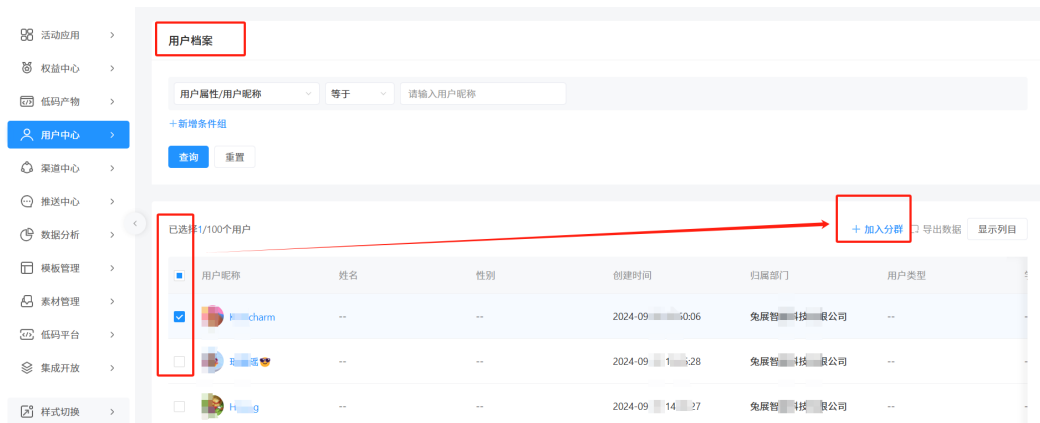 活动应用
权益中心
低码产物
用户中心
渠道中心
推送中心
数据分析
模板管理
素材管理
低码平台
集成开放
样式切换
用户档案
用户属性/用户昵称 等于 请输入用户昵称
+新增条件组
查询 重置
已选择1/100个用户 + 加入分群 导出数据 显示列目
用户昵称 姓名 性别 创建时间 归属部门 用户类型
charm -- -- 2024-09 0:06 兔展智 科技 限公司 --
瑶😎 -- -- 2024-09 :28 兔展智 科技 限公司 --
H g -- -- 2024-09 14 27 兔展智 科技 限公司 --